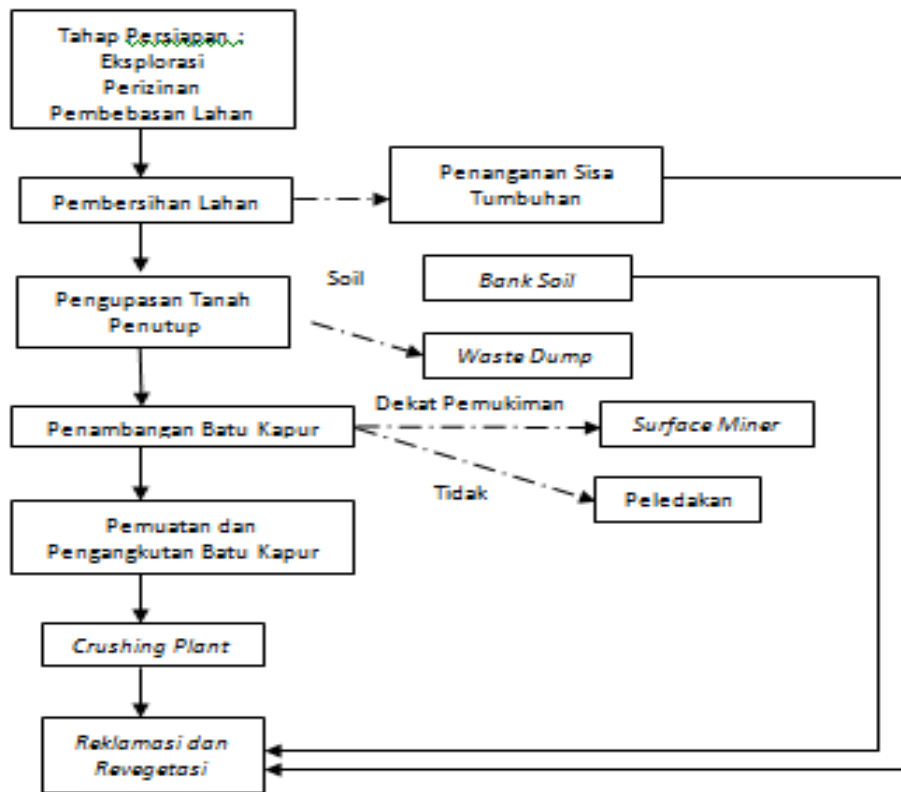 Tahap Persiapan :
Eksplorasi
Perizinan
Pembebasan Lahan
Pembersihan Lahan
Penanganan Sisa
Tumbuhan
Pengupasan Tanah
Penutup
Soil
Bank Soil
Waste Dump
Penambangan Batu Kapur
Dekat Pemukiman
Surface Miner
Tidak
Peledakan
Pemuatan dan
Pengangkutan Batu Kapur
Crushing Plant
Reklamasi dan
Revegetasi